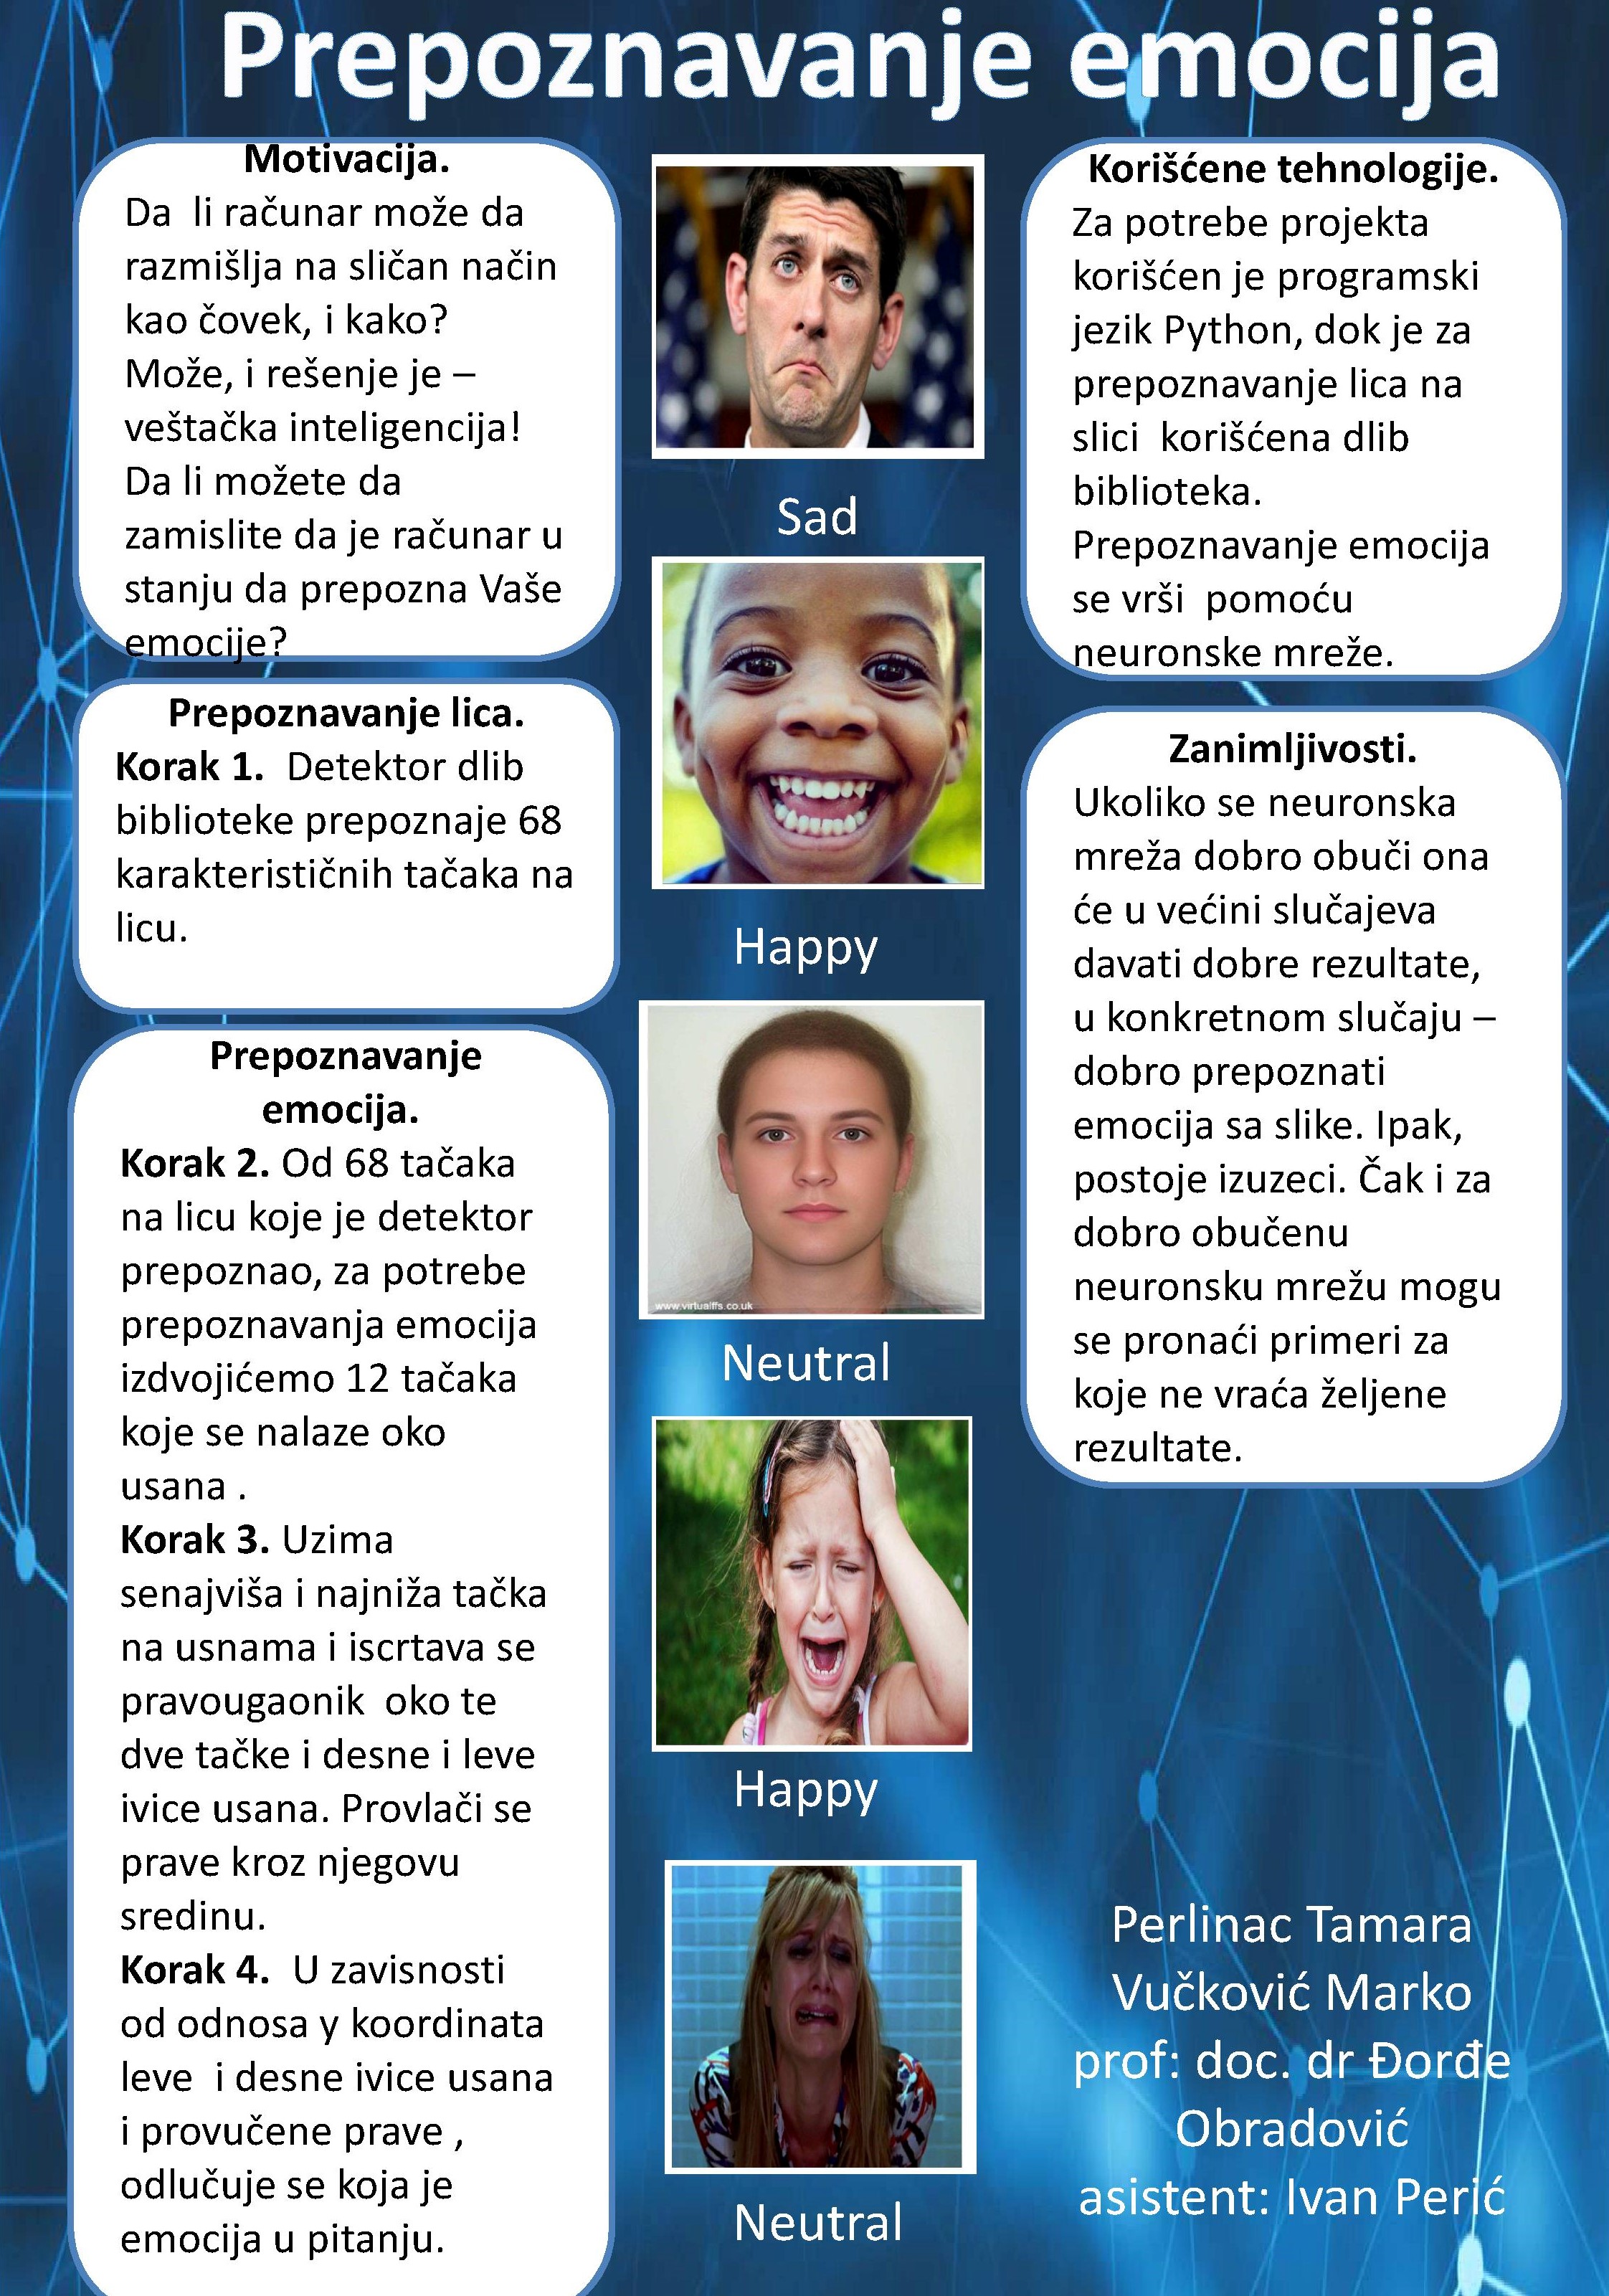 Prepoznavanje emocija
Motivacija.
Da li računar može da
razmišlja na sličan način
kao čovek, i kako?
Može, i rešenje je –
veštačka inteligencija!
Da li možete da
zamislite da je računar u
stanju da prepozna Vaše
emocije?
Prepoznavanje lica.
Korak 1. Detektor dlib
biblioteke prepoznaje 68
karakterističnih tačaka na
licu.
Prepoznavanje
emocija.
Korak 2. Od 68 tačaka
na licu koje je detektor
prepoznao, za potrebe
prepoznavanja emocija
izdvojićemo 12 tačaka
koje se nalaze oko
usana .
Korak 3. Uzima
senajviša i najniža tačka
na usnama i iscrtava se
pravougaonik oko te
dve tačke i desne i leve
ivice usana. Provlači se
prave kroz njegovu
sredinu.
Korak 4. U zavisnosti
od odnosa y koordinata
leve i desne ivice usana
i provučene prave ,
odlučuje se koja je
emocija u pitanju.
Sad
Happy
www.virtualffs.co.uk
Neutral
Happy
Neutral
Korišćene tehnologije.
Za potrebe projekta
korišćen je programski
jezik Python, dok je za
prepoznavanje lica na
slici korišćena dlib
biblioteka.
Prepoznavanje emocija
se vrši pomoću
neuronske mreže.
Zanimljivosti.
Ukoliko se neuronska
mreža dobro obuči ona
će u većini slučajeva
davati dobre rezultate,
u konkretnom slučaju –
dobro prepoznati
emocija sa slike. Ipak,
postoje izuzeci. Čak i za
dobro obučenu
neuronsku mrežu mogu
se pronaći primeri za
koje ne vraća željene
rezultate.
Perlinac Tamara
Vučković Marko
prof: doc. dr Đorđe
Obradović
asistent: Ivan Perić